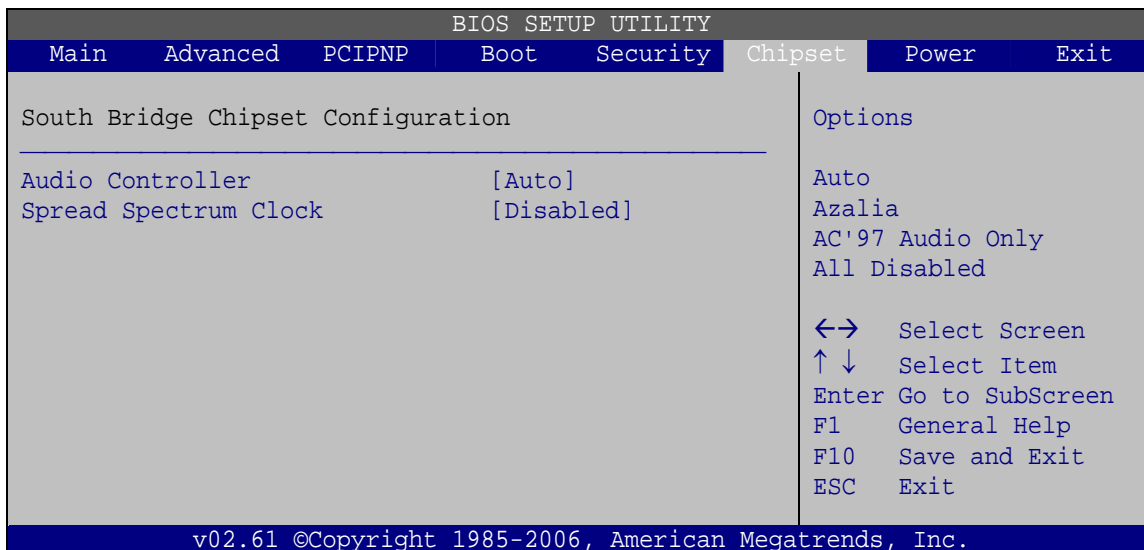 BIOS SETUP UTILITY
Main Advanced PCIPNP Boot Security Chipset Power Exit
South Bridge Chipset Configuration
Audio Controller [Auto]
Spread Spectrum Clock [Disabled]
Options
Auto
Azalia
AC'97 Audio Only
All Disabled
←→ Select Screen
↑ ↓ Select Item
Enter Go to SubScreen
F1 General Help
F10 Save and Exit
ESC Exit
v02.61 ©Copyright 1985-2006, American Megatrends, Inc.